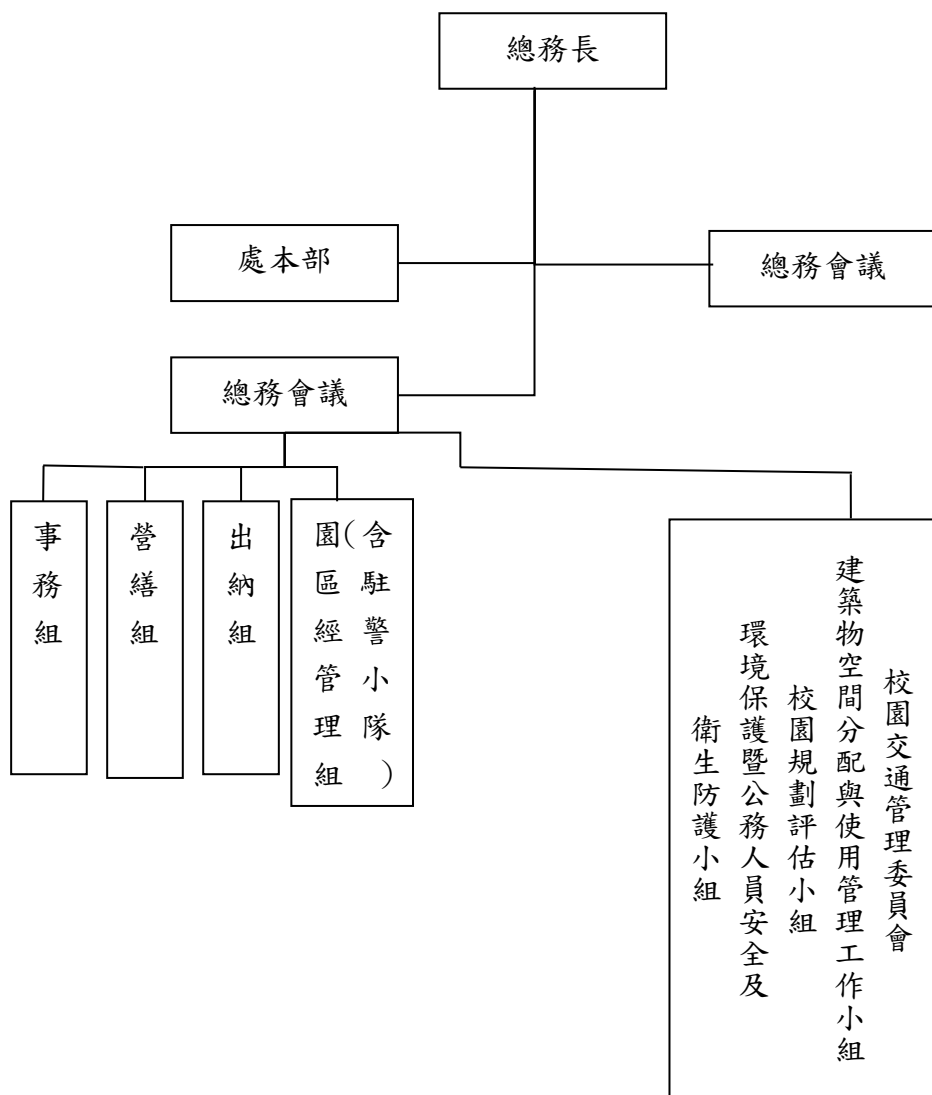 總務長
處本部
總務會議
總務會議
事務組
營繕組
出納組
園區經管理組
(含駐警小隊)
校園交通管理委員會
建築物空間分配與使用管理工作小組
校園規劃評估小組
環境保護暨公務人員安全及
衛生防護小組